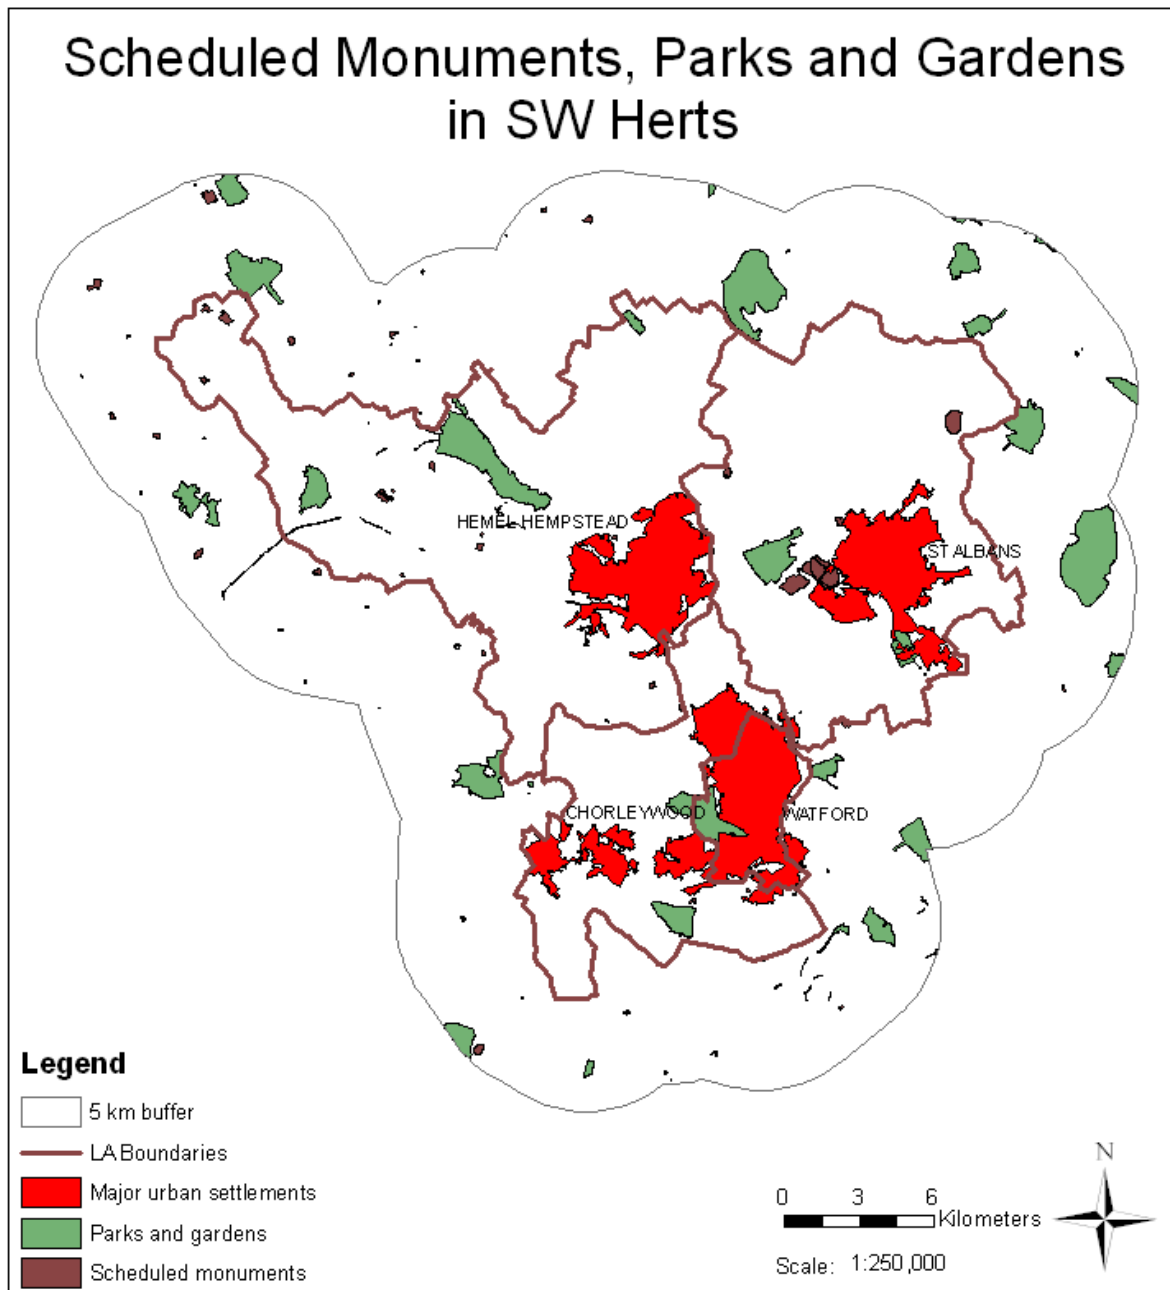 Scheduled Monuments, Parks and Gardens
in SW Herts
HEMEL HEMPSTEAD
ST ALBANS
CHORLEYWOOD
WATFORD
Legend
5 km buffer
LA Boundaries
Major urban settlements
Parks and gardens
Scheduled monuments
N
0 3 6
Kilometers
Scale: 1:250,000